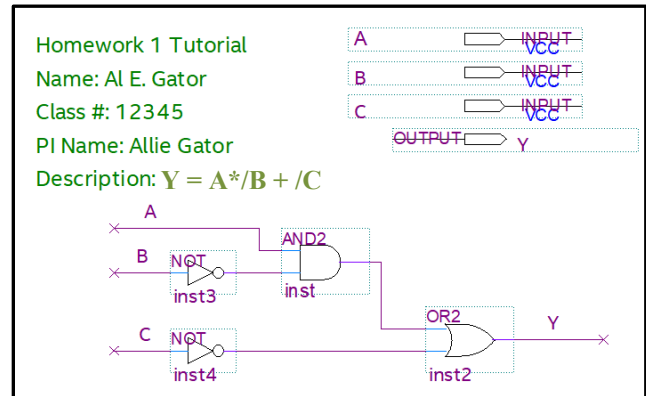 Homework 1 Tutorial
Name: Al E. Gator
Class #: 12345
PI Name: Allie Gator
Description: Y = A*/B + /C
A INPUT
VCC
B INPUT
VCC
C INPUT
VCC
OUTPUT Y
A
AND2
B NOT
inst3 inst
OR2
Y
C NOT
inst4 inst2